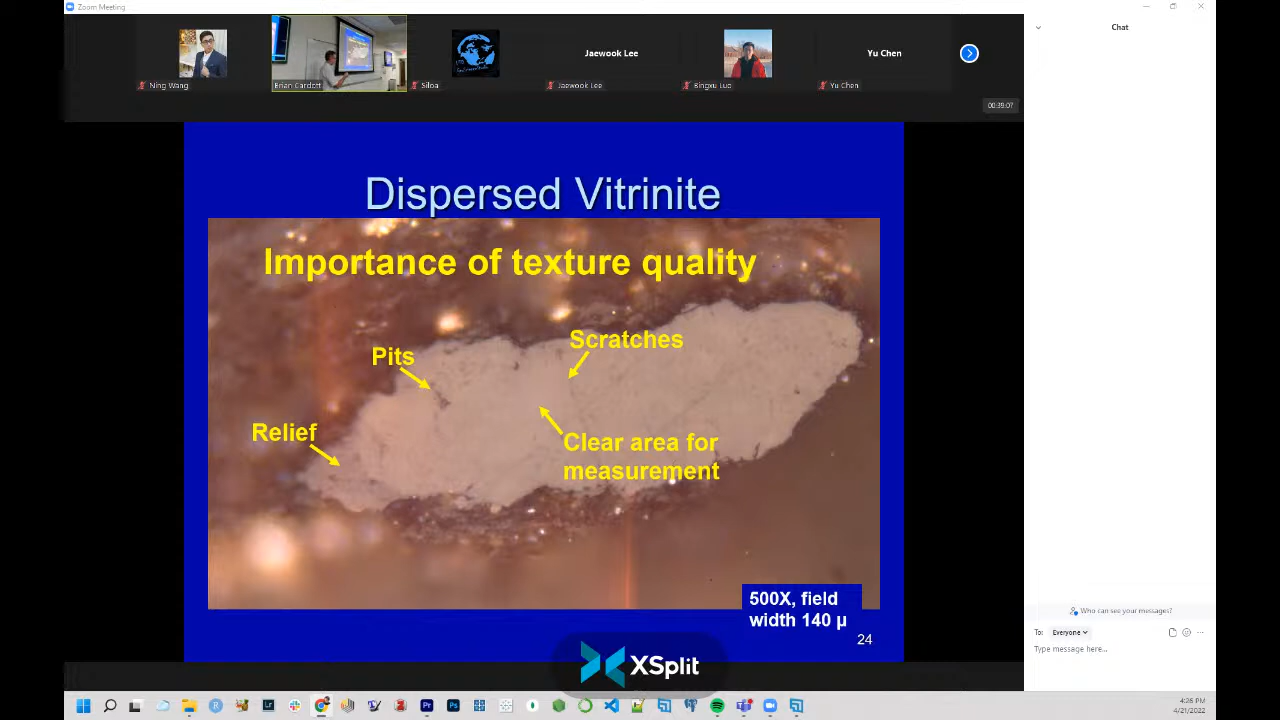 Zoom Meeting
Chat
Jaewook Lee
Yu Chen
Ning Wang
Brian Cardott
Siloa
Jaewook Lee
Bingxu Luo
Yu Chen
00:39:07
Dispersed Vitrinite
Importance of texture quality
Scratches
Pits
Relief
Clear area for
measurement
500X, field
width 140 µ
24
XSplit
Who can see your messages?
To: Everyone
Type message here...
4:26 PM
4/21/2022